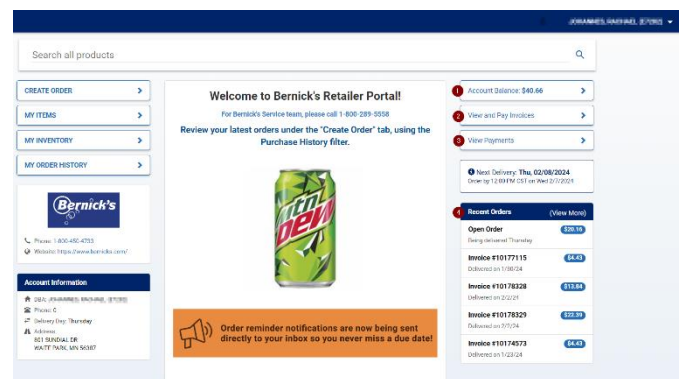 Search all products
CREATE ORDER
MY ITEMS
MY INVENTORY
MY ORDER HISTORY
Bernick's
Phone: 1-800-450-4733
Website: https://www.bernicks.com/
Account Information
DBA:
Phone: 0
Delivery Day: Thursday
Address:
801 SUNDIAL DR
WAITE PARK, MN 56387
Welcome to Bernick's Retailer Portal!
For Bernick's Service team, please call 1-800-289-5558
Review your latest orders under the "Create Order" tab, using the
Purchase History filter.
mtn
DEW
Order reminder notifications are now being sent
directly to your inbox so you never miss a due date!
1 Account Balance: $40.66
2 View and Pay Invoices
3 View Payments
Next Delivery: Thu, 02/08/2024
Order by 12:00 PM CST on Wed 2/7/2024
4 Recent Orders (View More)
Open Order $20.16
Being delivered Thursday
Invoice #10177115 $4.43
Delivered on 1/30/24
Invoice #10178328 $13.84
Delivered on 2/2/24
Invoice #10178329 $22.39
Delivered on 2/2/24
Invoice #10174573 $4.43
Delivered on 1/23/24